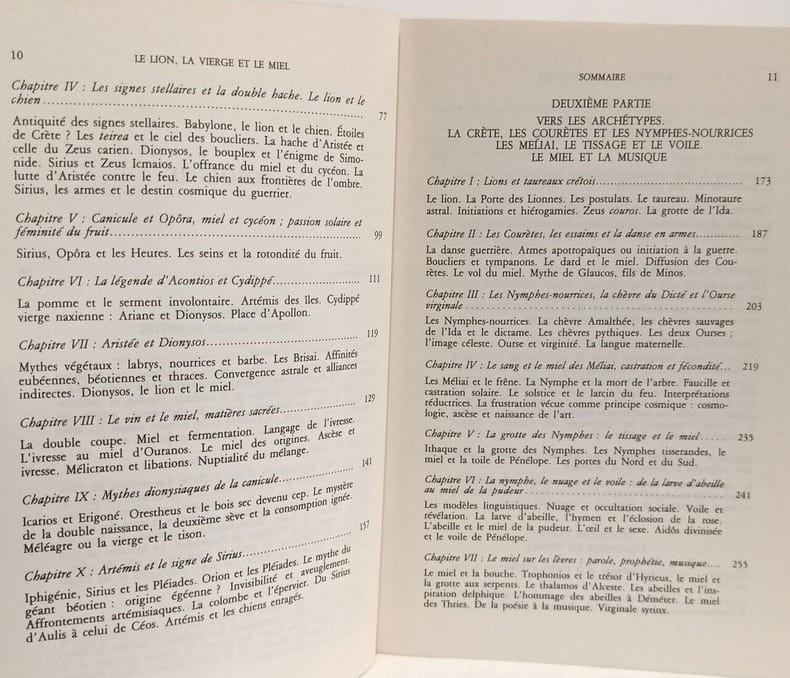 10
LE LION, LA VIERGE ET LE MIEL
Chapitre IV : Les signes stellaires et la double hache. Le lion et le
chien.......... 77
Antiquité des signes stellaires. Babylone, le lion et le chien. Étoiles
de Crète ? Les teirea et le ciel des boucliers. La hache d'Aristée et
celle du Zeus carien. Dionysos, le bouplex et l'énigme de Simo-
nide. Sirius et Zeus Icmaios. L'offrance du miel et du cycéon. La
lutte d'Aristée contre le feu. Le chien aux frontières de l'ombre.
Sirius, les armes et le destin cosmique du guerrier.
Chapitre V : Canicule et Opôra, miel et cycéon ; passion solaire et
féminité du fruit.......... 99
Sirius, Opôra et les Heures. Les seins et la rotondité du fruit.
Chapitre VI : La légende d'Acontios et Cydippé.......... 111
La pomme et le serment involontaire. Artémis des îles. Cydippé
vierge naxienne : Ariane et Dionysos. Place d'Apollon.
Chapitre VII : Aristée et Dionysos.......... 119
Mythes végétaux : labrys, nourrices et barbe. Les Brisai. Affinités
eubéennes, béotiennes et thraces. Convergence astrale et alliances
indirectes. Dionysos, le lion et le miel.
Chapitre VIII : Le vin et le miel, matières sacrées.......... 129
La double coupe. Miel et fermentation. Langage de l'ivresse.
L'ivresse au miel d'Ouranos. Le miel des origines. Ascèse et
ivresse. Mélicraton et libations. Nuptialité du mélange.
Chapitre IX : Mythes dionysiaques de la canicule.......... 141
Icarios et Erigoné. Orestheus et le bois sec devenu cep. Le mystère
de la double naissance, la deuxième sève et la consomption ignée.
Méléagre ou la vierge et le tison.
Chapitre X : Artémis et le signe de Sirius.......... 157
Iphigénie, Sirius et les Pléiades. Orion et les Pléiades. Le mythe du
géant béotien : origine égéenne ? Invisibilité et aveuglement.
Affrontements artémisiaques. La colombe et l'épervier. Du Sirius
d'Aulis à celui de Céos. Artémis et les chiens enragés.
SOMMAIRE
11
DEUXIÈME PARTIE
VERS LES ARCHÉTYPES.
LA CRÈTE, LES COURÈTES ET LES NYMPHES-NOURRICES
LES MÉLIAI, LE TISSAGE ET LE VOILE.
LE MIEL ET LA MUSIQUE
Chapitre I : Lions et taureaux crétois.......... 173
Le lion. La Porte des Lionnes. Les postulats. Le taureau. Minotaure
astral. Initiations et hiérogamies. Zeus couros. La grotte de l'Ida.
Chapitre II : Les Courètes, les essaims et la danse en armes.......... 187
La danse guerrière. Armes apotropaïques ou initiation à la guerre.
Boucliers et tympanons. Le dard et le miel. Diffusion des Cou-
rètes. Le vol du miel. Mythe de Glaucos, fils de Minos.
Chapitre III : Les Nymphes-nourrices, la chèvre du Dicté et l'Ourse
virginale.......... 203
Les Nymphes-nourrices. La chèvre Amalthée, les chèvres sauvages
de l'Ida et le dictame. Les chèvres pythiques. Les deux Ourses ;
l'image céleste. Ourse et virginité. La langue maternelle.
Chapitre IV : Le sang et le miel des Méliai, castration et fécondité... 219
Les Méliai et le frêne. La Nymphe et la mort de l'arbre. Faucille et
castration solaire. Le solstice et le larcin du feu. Interprétations
réductrices. La frustration vécue comme principe cosmique : cosmo-
logie, ascèse et naissance de l'art.
Chapitre V : La grotte des Nymphes : le tissage et le miel..... 235
Ithaque et la grotte des Nymphes. Les Nymphes tisserandes, le
miel et la toile de Pénélope. Les portes du Nord et du Sud.
Chapitre VI : La nymphe, le nuage et le voile : de la larve d'abeille
au miel de la pudeur.......... 241
Les modèles linguistiques. Nuage et occultation sociale. Voile et
révélation. La larve d'abeille, l'hymen et l'éclosion de la rose.
L'abeille et le miel de la pudeur. L'œil et le sexe. Aidôs divinisée
et le voile de Pénélope.
Chapitre VII : Le miel sur les lèvres : parole, prophétie, musique.... 255
Le miel et la bouche. Trophonios et le trésor d'Hyrieus, le miel et
la grotte aux serpents. Le thalamos d'Alceste. Les abeilles et l'ins-
piration delphique. L'hommage des abeilles à Déméter. Le miel
des Thries. De la poésie à la musique. Virginale syrinx.